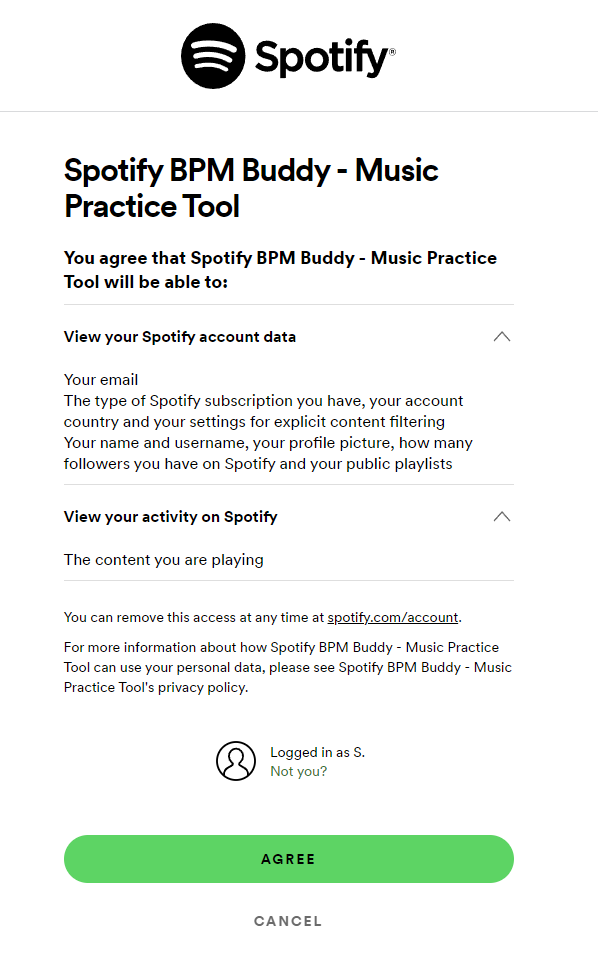 Spotify®
Spotify BPM Buddy - Music
Practice Tool
You agree that Spotify BPM Buddy - Music Practice
Tool will be able to:
View your Spotify account data
Your email
The type of Spotify subscription you have, your account
country and your settings for explicit content filtering
Your name and username, your profile picture, how many
followers you have on Spotify and your public playlists
View your activity on Spotify
The content you are playing
You can remove this access at any time at spotify.com/account.
For more information about how Spotify BPM Buddy - Music Practice
Tool can use your personal data, please see Spotify BPM Buddy - Music
Practice Tool's privacy policy.
Logged in as S.
Not you?
AGREE
CANCEL